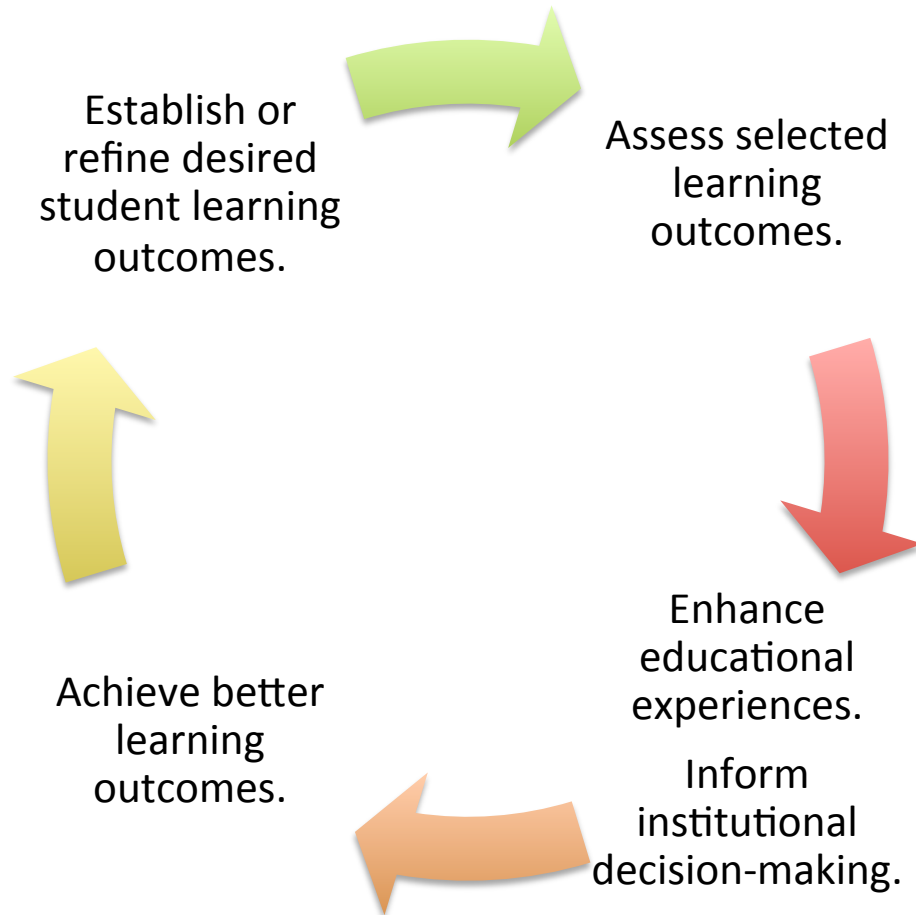 Establish or
refine desired
student learning
outcomes.
Assess selected
learning
outcomes.
Enhance
educational
experiences.
Inform
institutional
decision-making.
Achieve better
learning
outcomes.